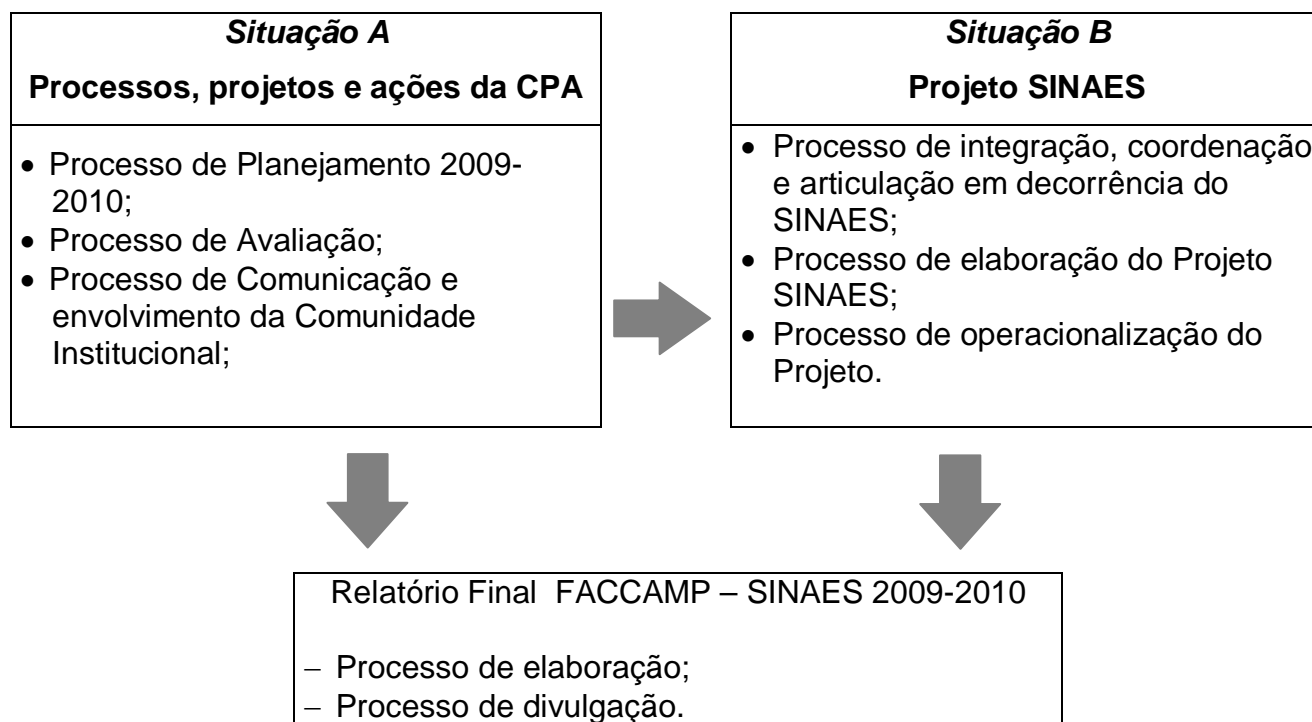 Situação A
Processos, projetos e ações da CPA
• Processo de Planejamento 2009-
2010;
• Processo de Avaliação;
• Processo de Comunicação e
envolvimento da Comunidade
Institucional;
Situação B
Projeto SINAES
• Processo de integração, coordenação
e articulação em decorrência do
SINAES;
• Processo de elaboração do Projeto
SINAES;
• Processo de operacionalização do
Projeto.
Relatório Final FACCAMP – SINAES 2009-2010
– Processo de elaboração;
– Processo de divulgação.